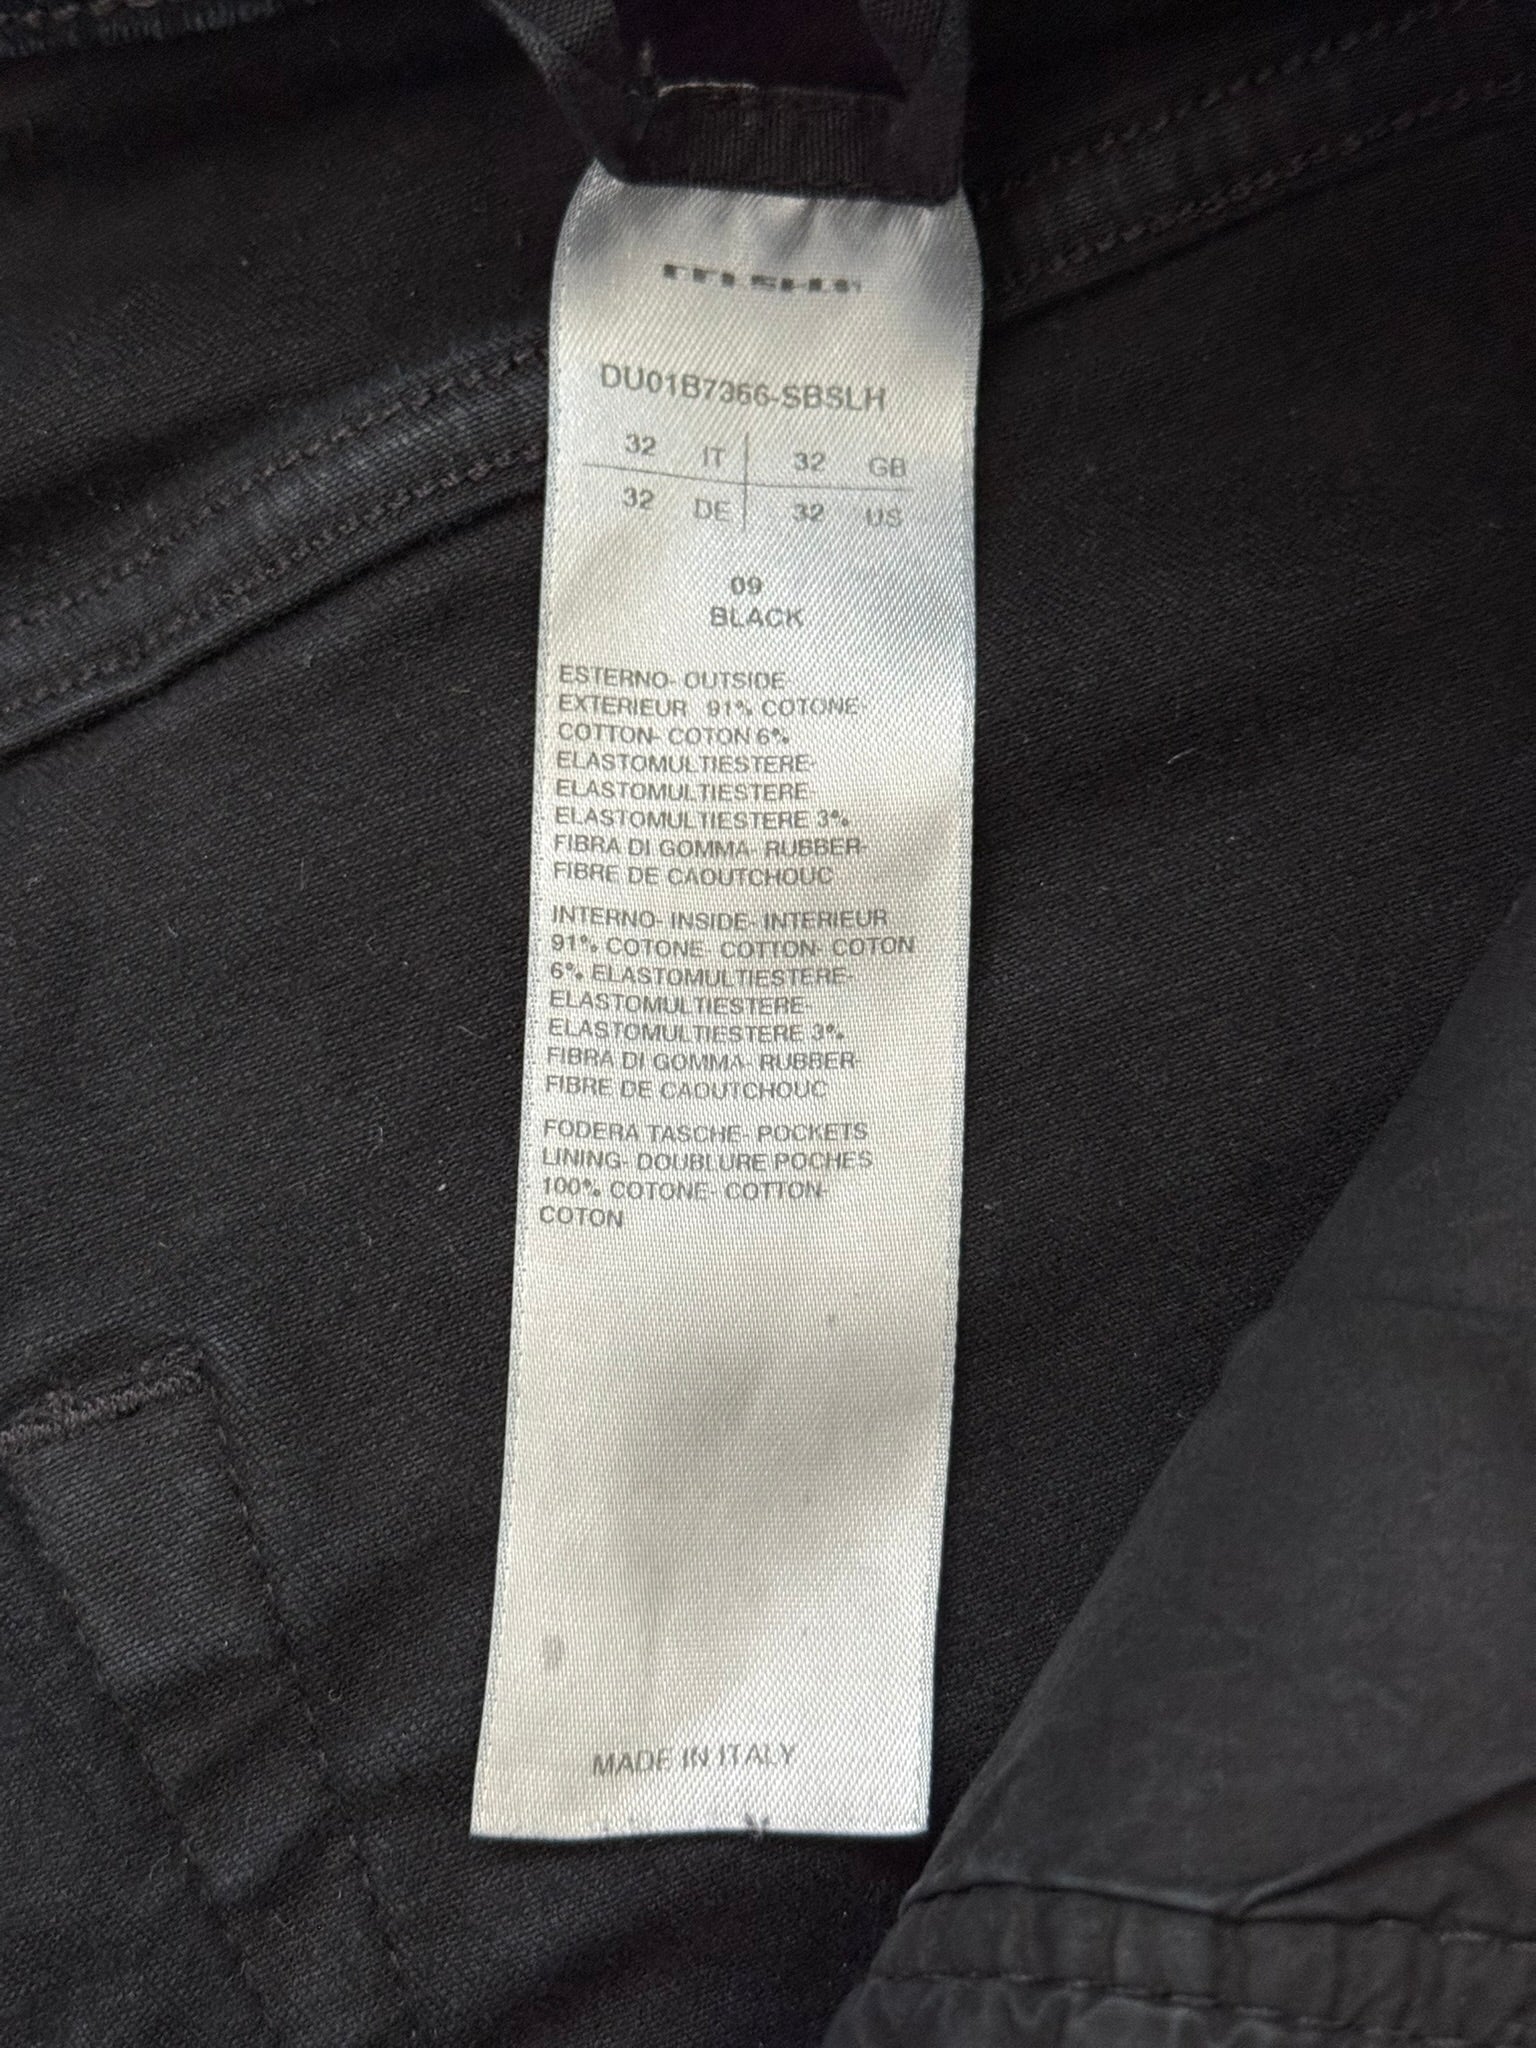 DU01B7366-SBSLH
32 IT 32 GB
32 DE 32 US
09
BLACK
ESTERNO- OUTSIDE-
EXTERIEUR 91% COTONE-
COTTON- COTON 6%
ELASTOMULTIESTERE-
ELASTOMULTIESTERE-
ELASTOMULTIESTERE 3%
FIBRA DI GOMMA- RUBBER-
FIBRE DE CAOUTCHOUC
INTERNO- INSIDE- INTERIEUR
91% COTONE- COTTON- COTON
6% ELASTOMULTIESTERE-
ELASTOMULTIESTERE-
ELASTOMULTIESTERE 3%
FIBRA DI GOMMA- RUBBER-
FIBRE DE CAOUTCHOUC
FODERA TASCHE- POCKETS
LINING- DOUBLURE POCHES
100% COTONE- COTTON-
COTON
MADE IN ITALY